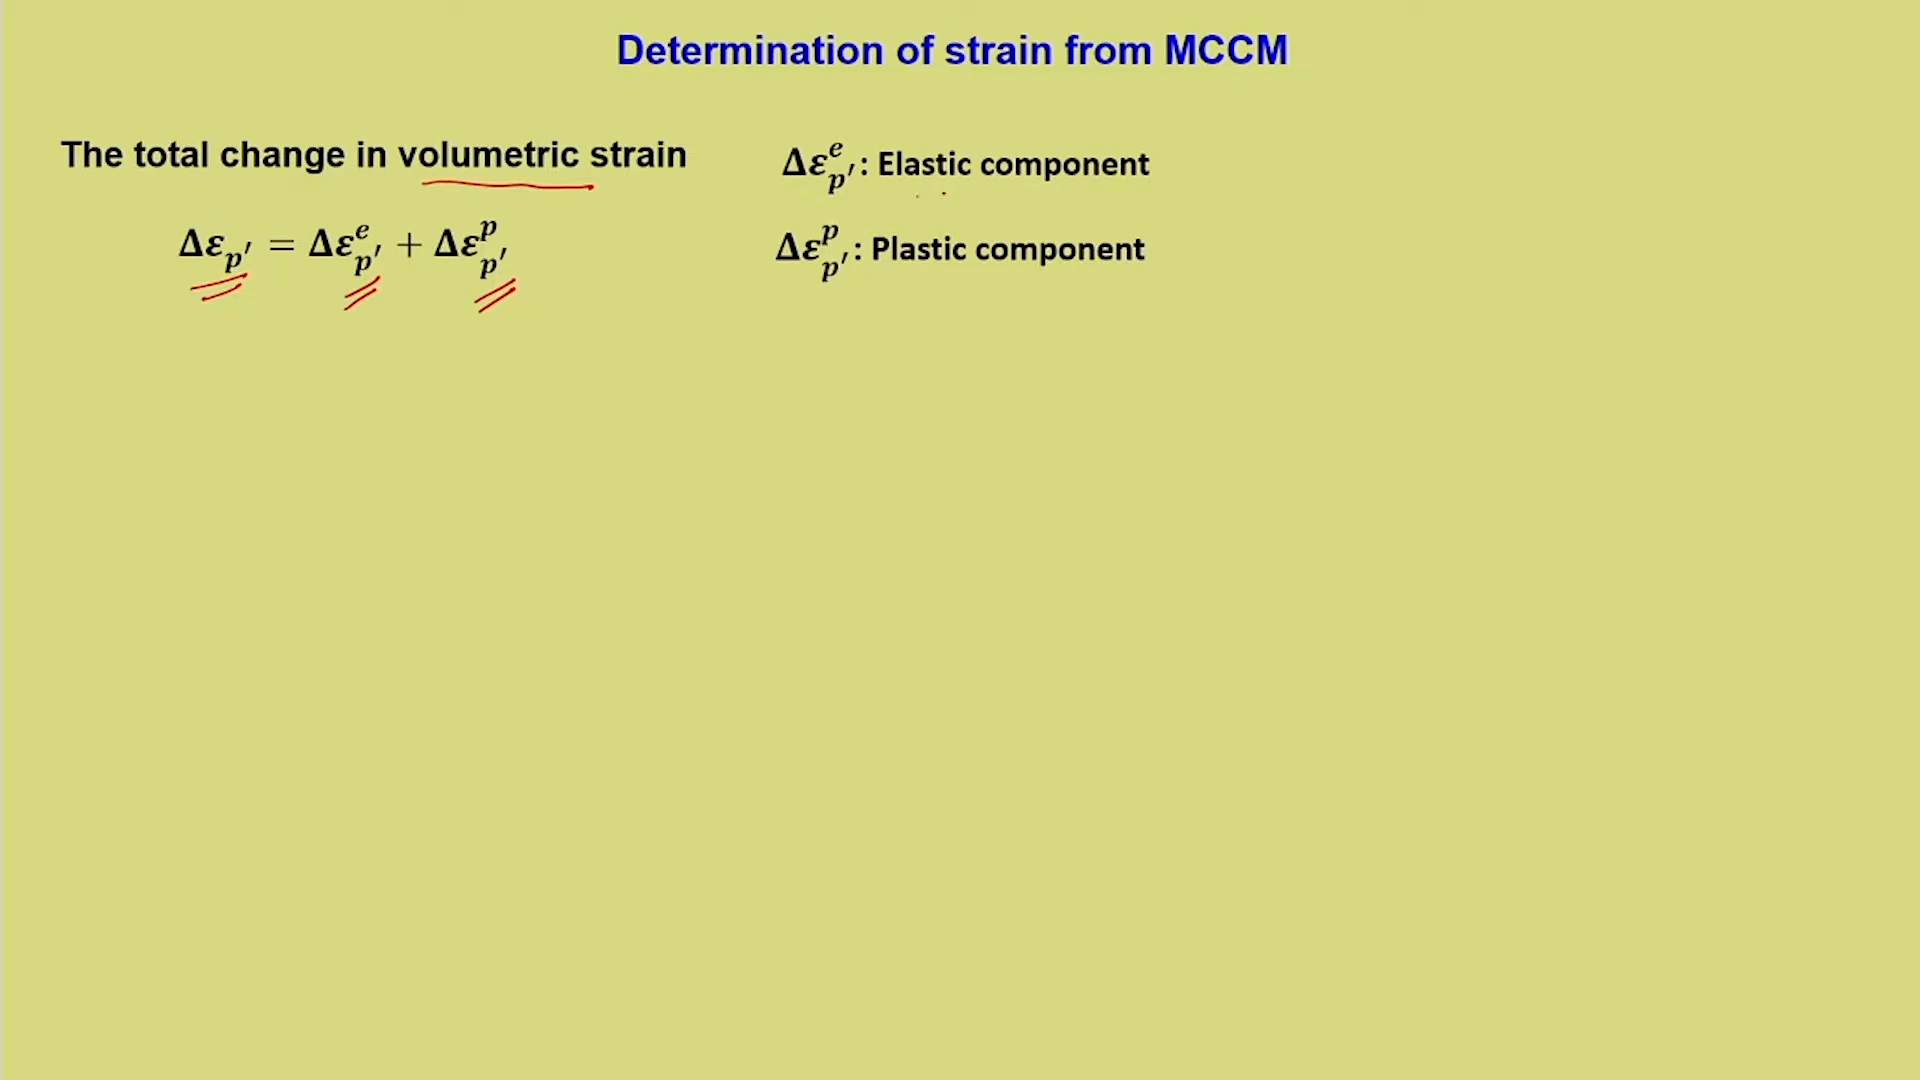 Determination of strain from MCCM
The total change in volumetric strain
Δε_{p′} = Δε^e_{p′} + Δε^p_{p′}
Δε^e_{p′}: Elastic component
Δε^p_{p′}: Plastic component